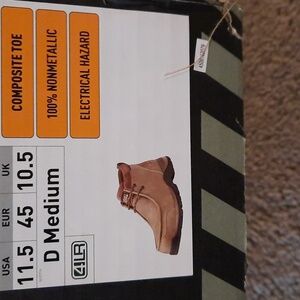 COMPOSITE TOE
100% NONMETALLIC
ELECTRICAL HAZARD
USA EUR UK
11.5 45 10.5
D Medium